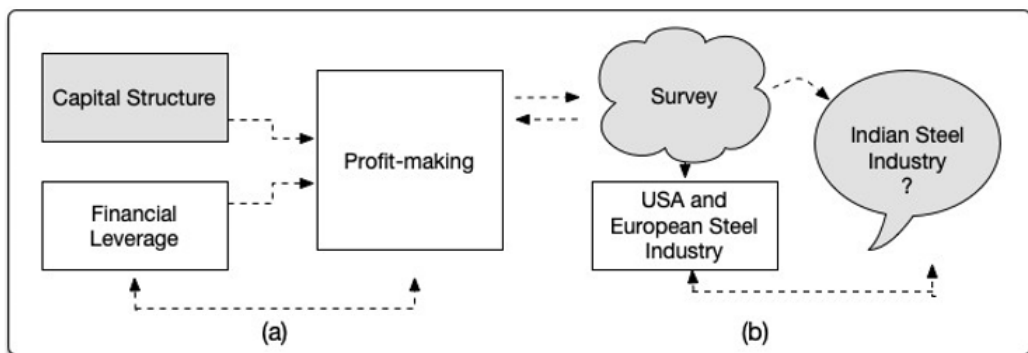 Capital Structure
Financial
Leverage
Profit-making
Survey
USA and
European Steel
Industry
Indian Steel
Industry
?
(a)
(b)